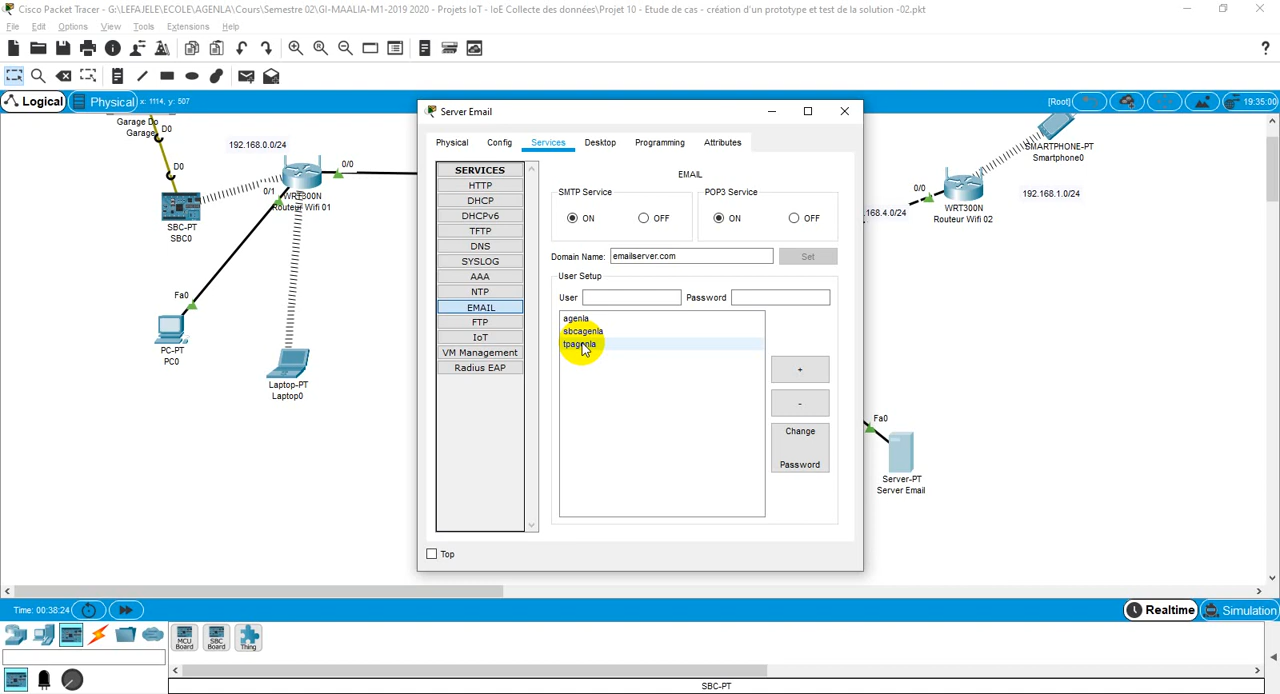 Cisco Packet Tracer - G:\LEFAJELE\ECOLE\AGENLA\Cours\Semestre 02\GI-MAALIA-M1-2019 2020 - Projets IoT - IoE Collecte des données\Projet 10 - Etude de cas - création d'un prototype et test de la solution -02.pkt
File Edit Options View Tools Extensions Help
Logical Physical x: 1114, y: 507 [Root] 19:35:00
Garage Do
Garage
D0
192.168.0.0/24
0/0
D0
0/1
WRT300N
Routeur Wifi 01
SBC-PT
SBC0
Fa0
PC-PT
PC0
Laptop-PT
Laptop0
Server Email
Physical Config Services Desktop Programming Attributes
SERVICES
HTTP
DHCP
DHCPv6
TFTP
DNS
SYSLOG
AAA
NTP
EMAIL
FTP
IoT
VM Management
Radius EAP
EMAIL
SMTP Service POP3 Service
ON OFF ON OFF
Domain Name: emailserver.com Set
User Setup
User Password
agenla
sbcagenla
tpagenla
+
-
Change
Password
Top
SMARTPHONE-PT
Smartphone0
0/0
.168.4.0/24
WRT300N
Routeur Wifi 02
192.168.1.0/24
Fa0
Server-PT
Server Email
Time: 00:38:24 Realtime Simulation
MCU
Board
SBC
Board
Thing
SBC-PT